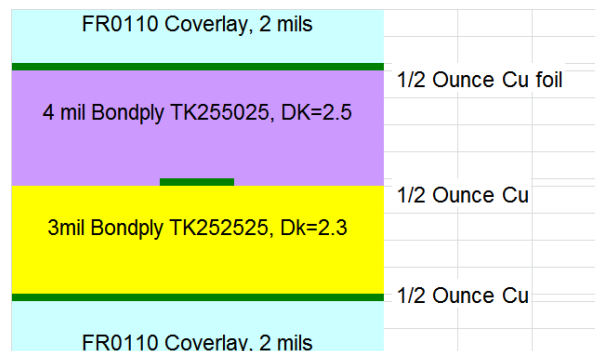 FR0110 Coverlay, 2 mils
1/2 Ounce Cu foil
4 mil Bondply TK255025, DK=2.5
1/2 Ounce Cu
3mil Bondply TK252525, Dk=2.3
1/2 Ounce Cu
FR0110 Coverlay, 2 mils